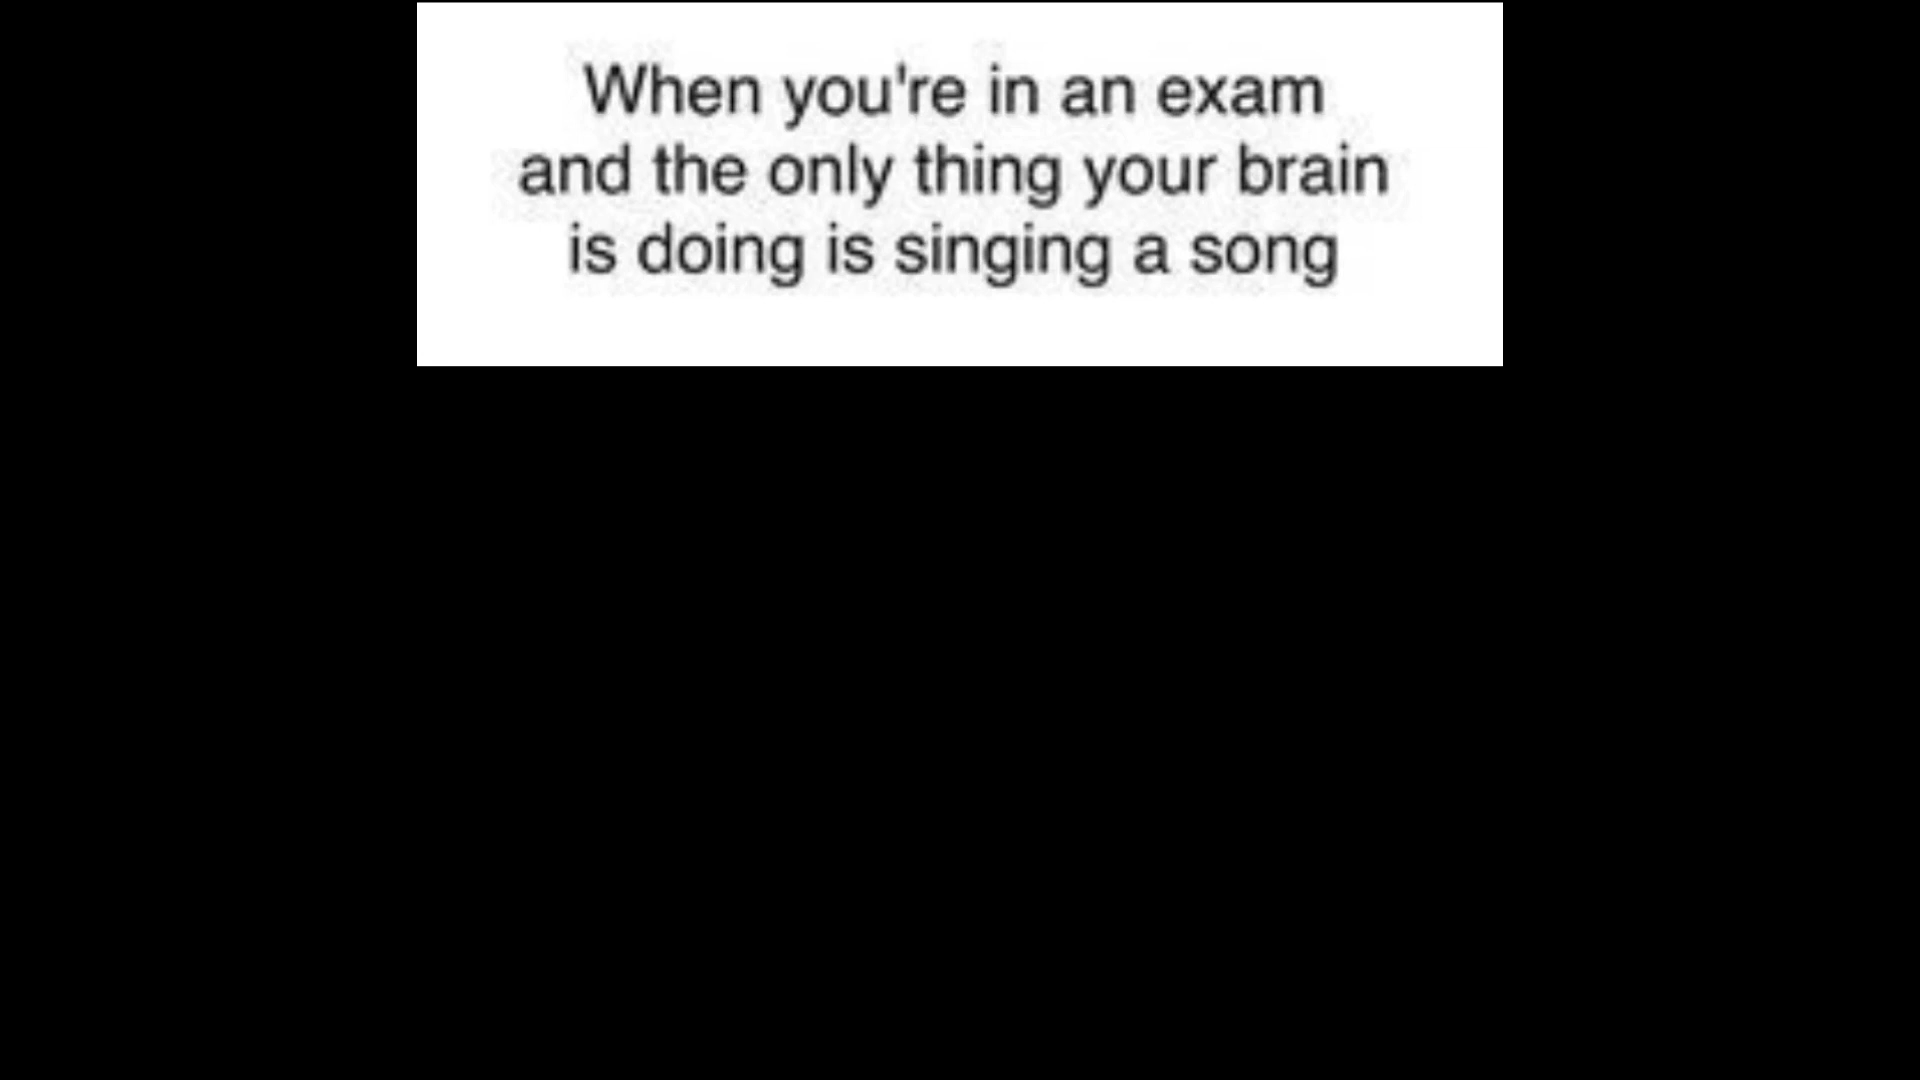 When you're in an exam
and the only thing your brain
is doing is singing a song